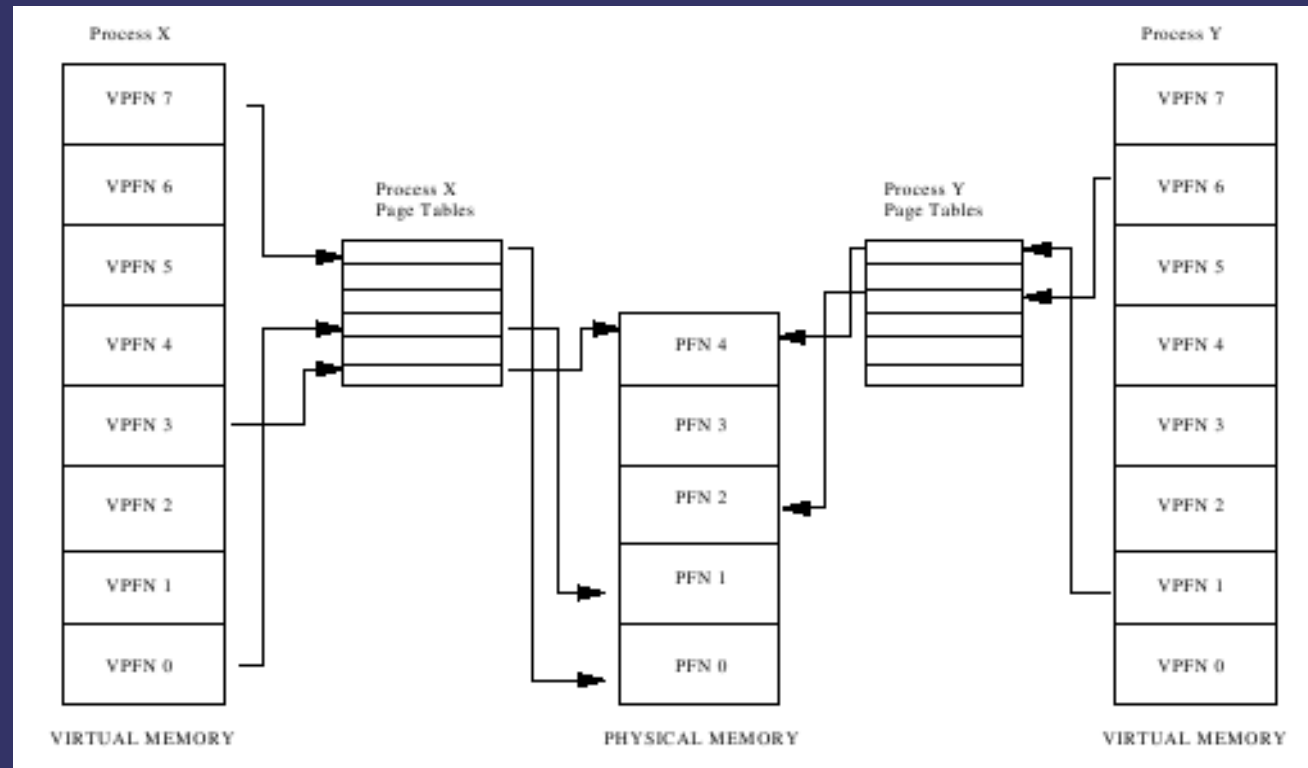 Process X
Process Y
VPFN 7
VPFN 6
VPFN 5
VPFN 4
VPFN 3
VPFN 2
VPFN 1
VPFN 0
VIRTUAL MEMORY
Process X
Page Tables
PFN 4
PFN 3
PFN 2
PFN 1
PFN 0
PHYSICAL MEMORY
Process Y
Page Tables
VPFN 7
VPFN 6
VPFN 5
VPFN 4
VPFN 3
VPFN 2
VPFN 1
VPFN 0
VIRTUAL MEMORY